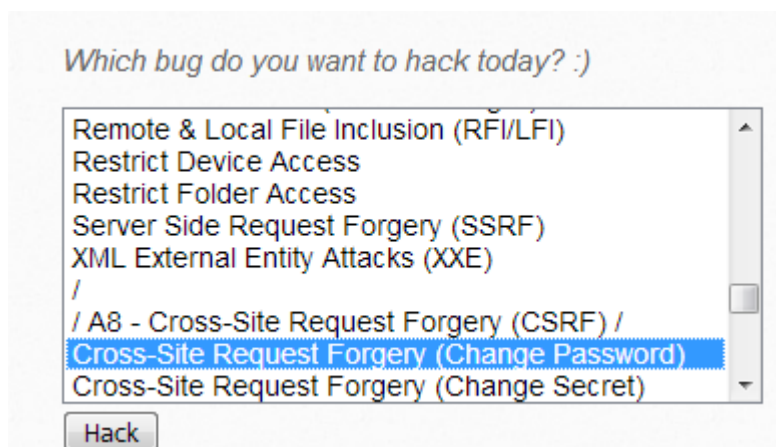 Which bug do you want to hack today? :)
Remote & Local File Inclusion (RFI/LFI)
Restrict Device Access
Restrict Folder Access
Server Side Request Forgery (SSRF)
XML External Entity Attacks (XXE)
/
/ A8 - Cross-Site Request Forgery (CSRF) /
Cross-Site Request Forgery (Change Password)
Cross-Site Request Forgery (Change Secret)
Hack